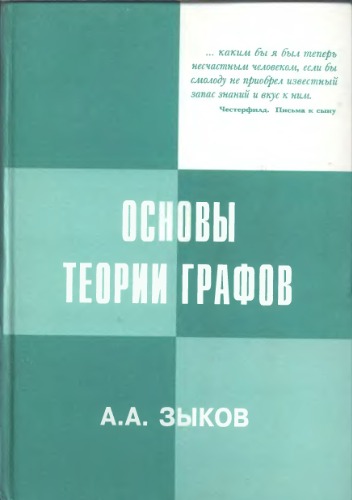 ... каким бы я был теперь
несчастным человеком, если бы
смолоду не приобрел известный
запас знаний и вкус к ним.
Честерфилд. Письма к сыну
ОСНОВЫ
ТЕОРИИ ГРАФОВ
А.А. ЗЫКОВ